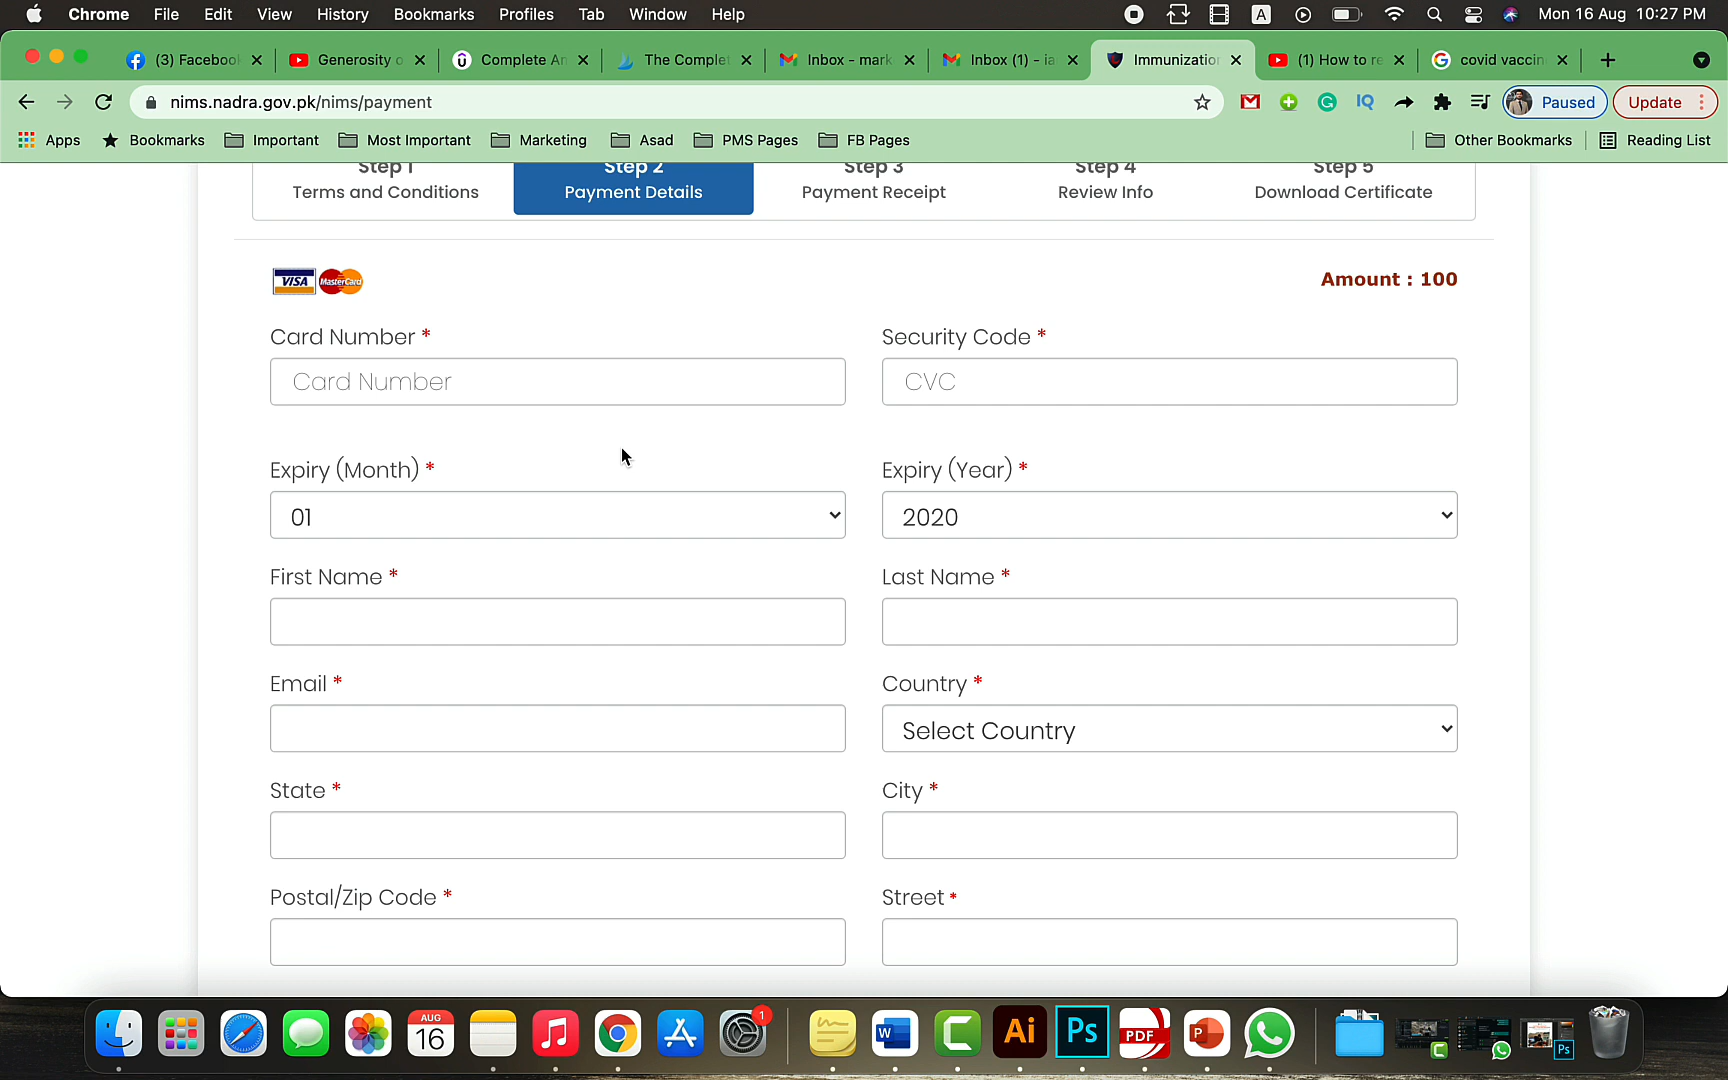 Chrome File Edit View History Bookmarks Profiles Tab Window Help A Mon 16 Aug 10:27 PM
(3) Facebook Generosity o Complete An The Complet Inbox - mark Inbox (1) - ia Immunizatio (1) How to re covid vaccin
nims.nadra.gov.pk/nims/payment IQ Paused Update
Apps Bookmarks Important Most Important Marketing Asad PMS Pages FB Pages Other Bookmarks Reading List
Step 1 Step 2 Step 3 Step 4 Step 5
Terms and Conditions Payment Details Payment Receipt Review Info Download Certificate
VISA MasterCard Amount : 100
Card Number * Security Code *
Card Number CVC
Expiry (Month) * Expiry (Year) *
01 2020
First Name * Last Name *
Email * Country *
Select Country
State * City *
Postal/Zip Code * Street *
AUG 16 1 W Ai Ps PDF P Ps